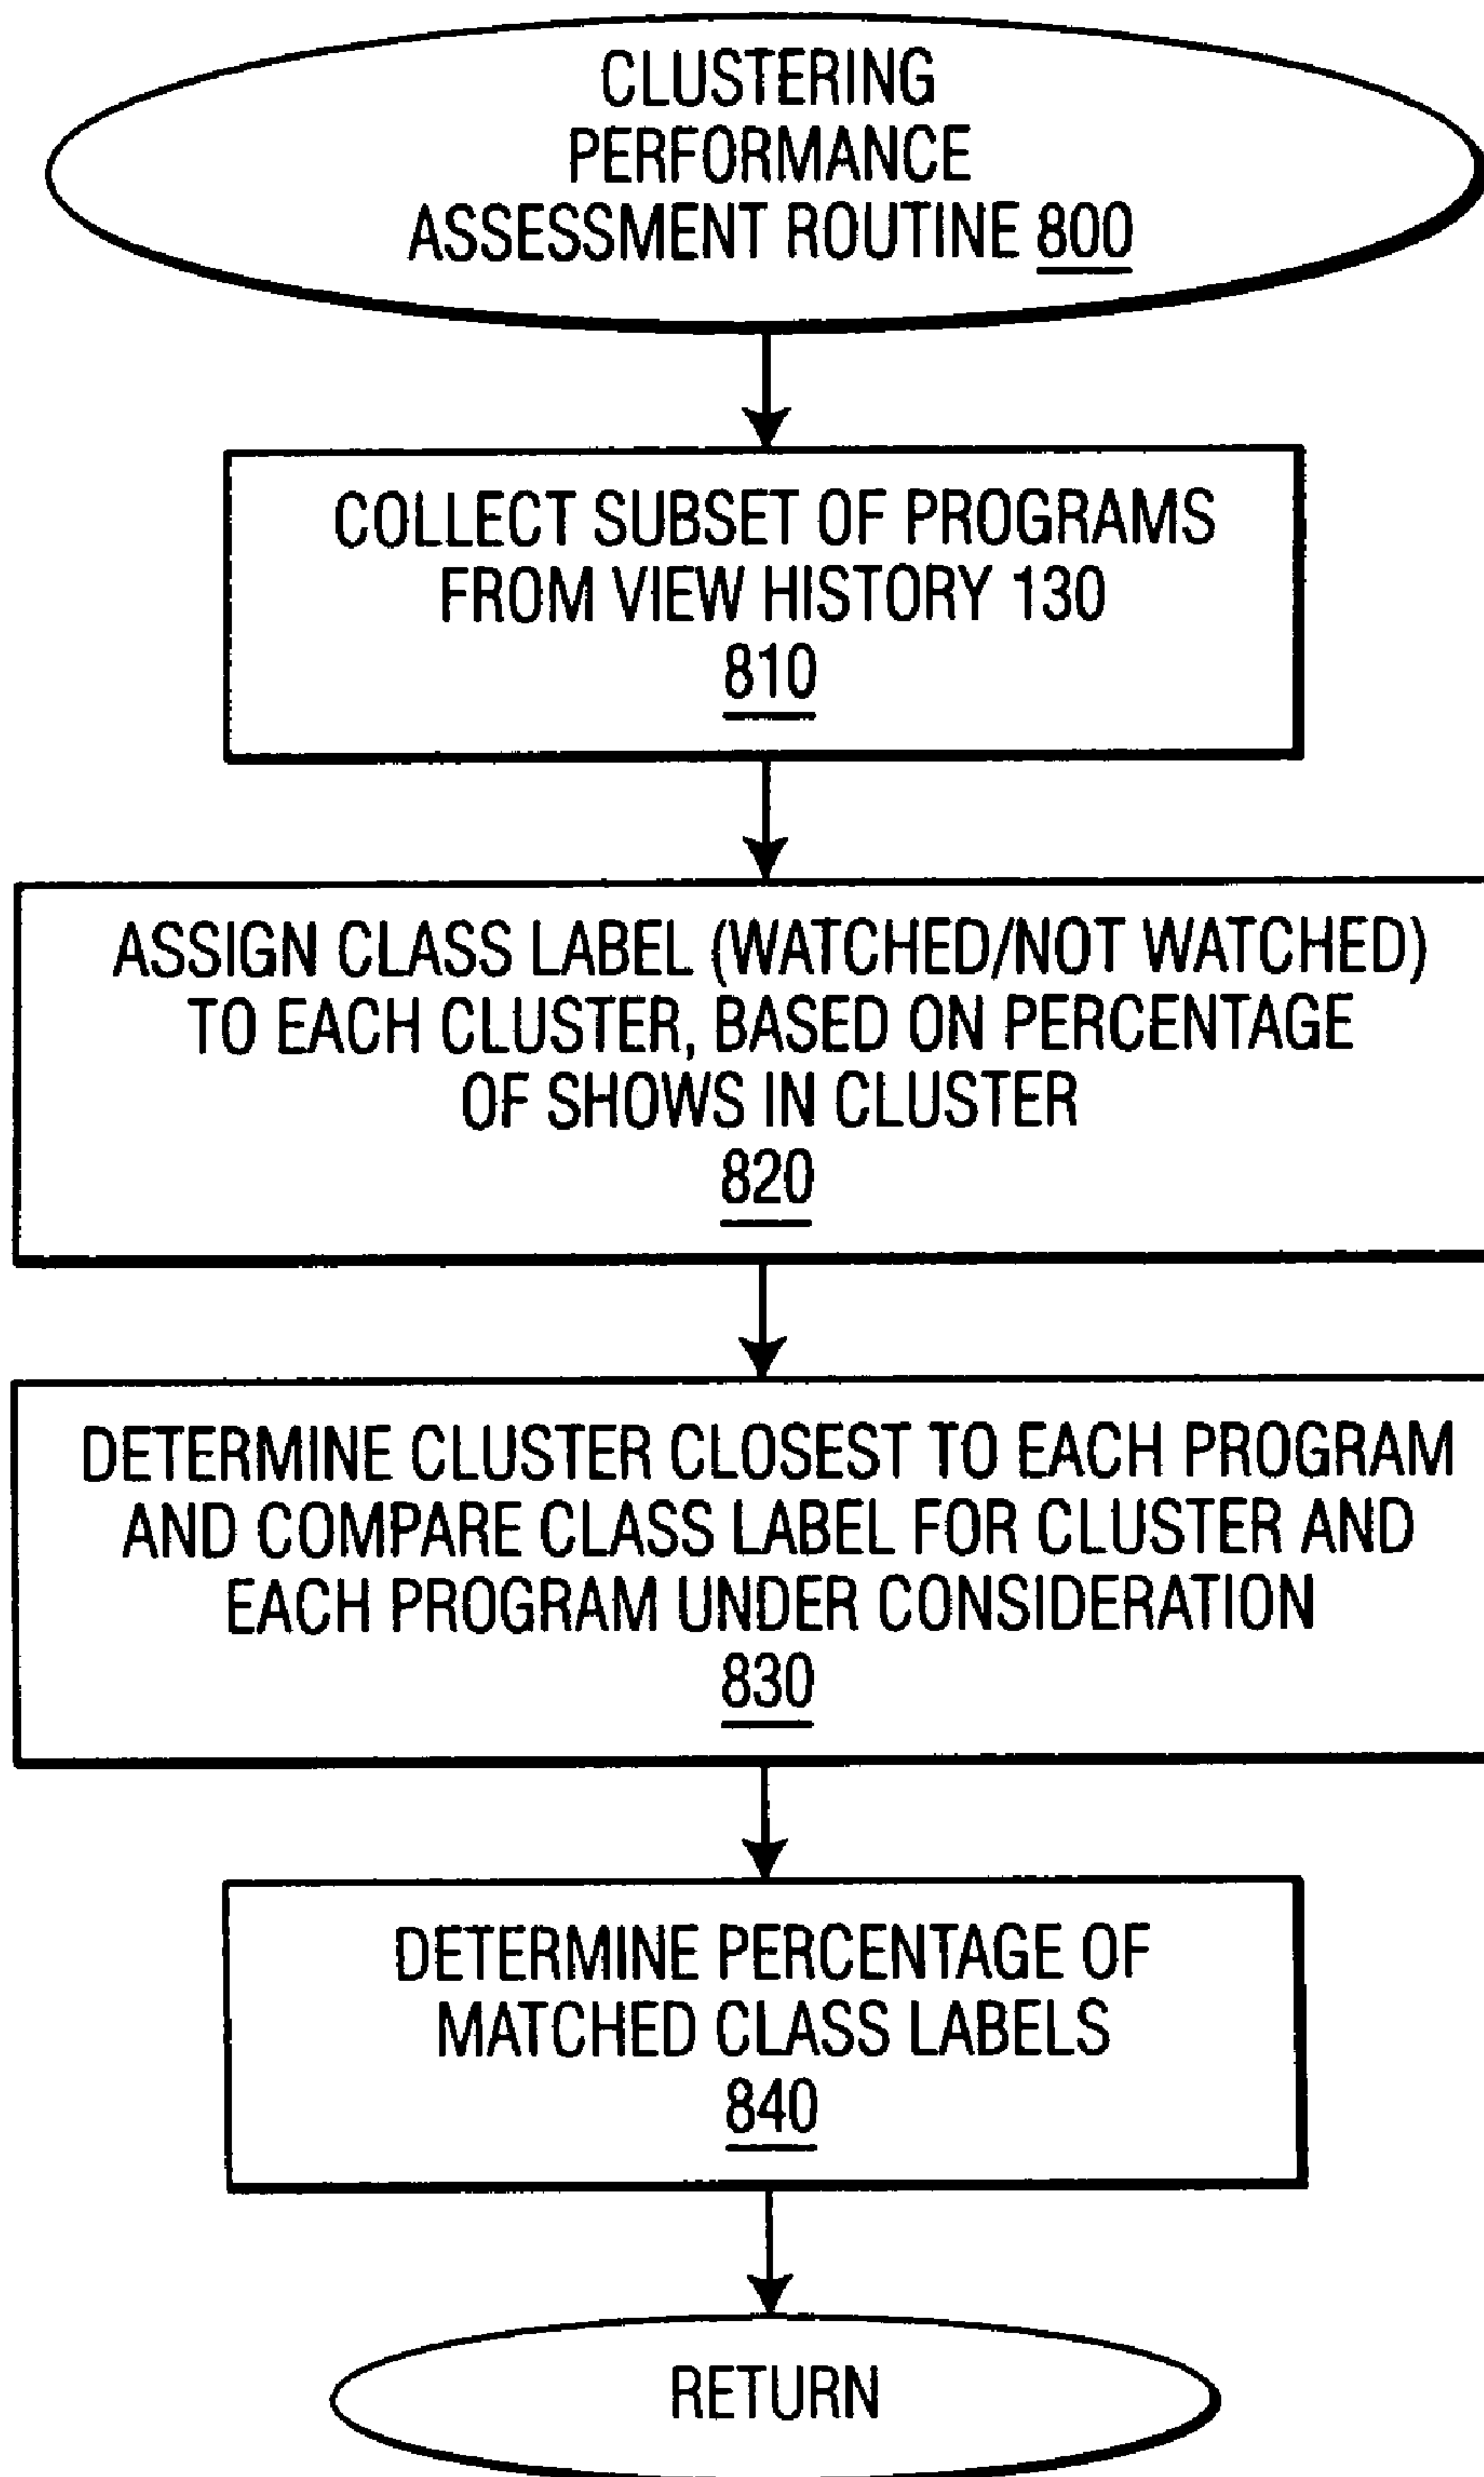 CLUSTERING
PERFORMANCE
ASSESSMENT ROUTINE 800
COLLECT SUBSET OF PROGRAMS
FROM VIEW HISTORY 130
810
ASSIGN CLASS LABEL (WATCHED/NOT WATCHED)
TO EACH CLUSTER, BASED ON PERCENTAGE
OF SHOWS IN CLUSTER
820
DETERMINE CLUSTER CLOSEST TO EACH PROGRAM
AND COMPARE CLASS LABEL FOR CLUSTER AND
EACH PROGRAM UNDER CONSIDERATION
830
DETERMINE PERCENTAGE OF
MATCHED CLASS LABELS
840
RETURN